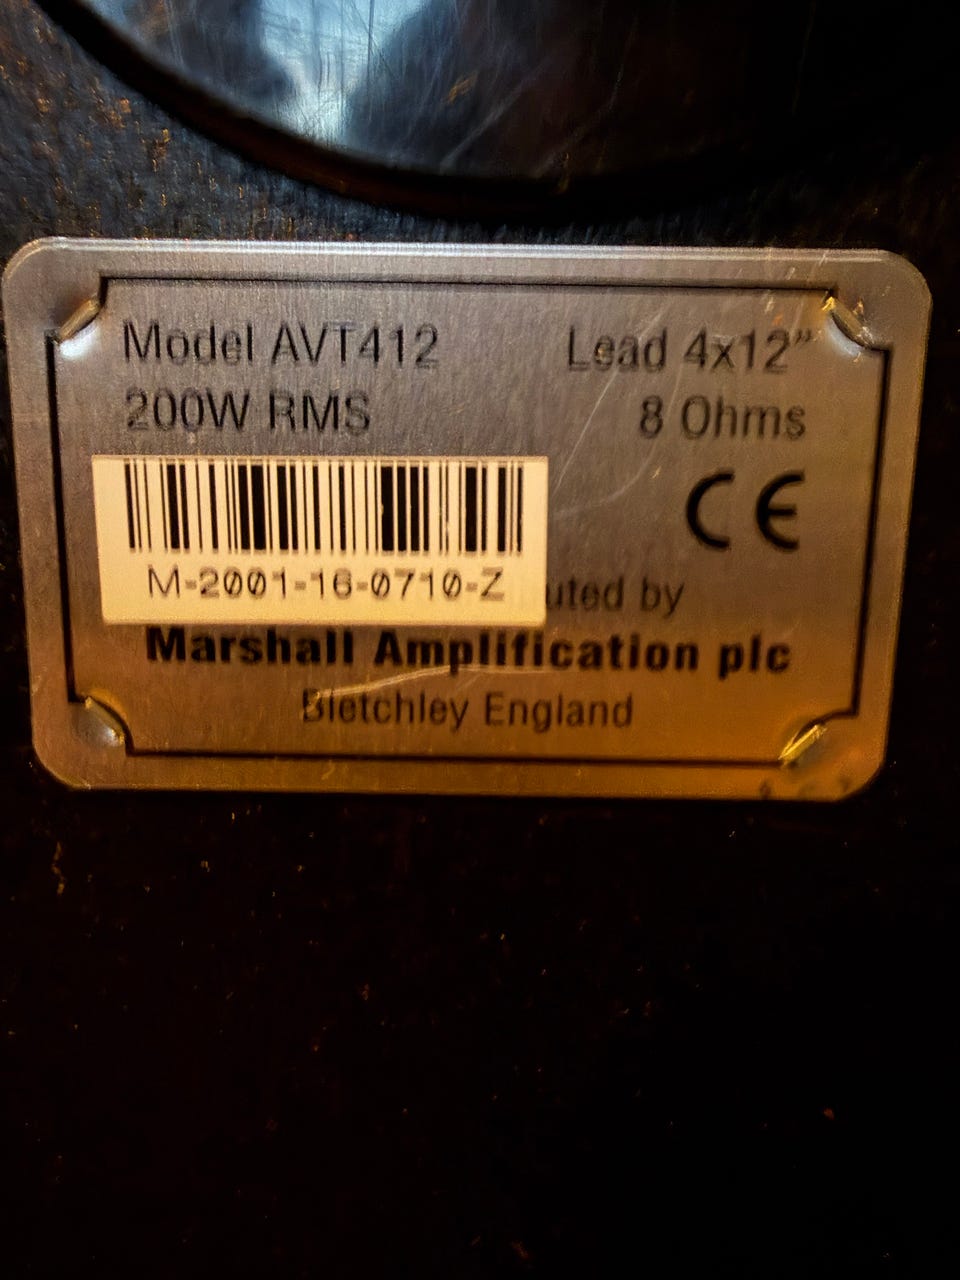 Model AVT412 Lead 4x12”
200W RMS 8 Ohms
CE
M-2001-16-0710-Z
uted by
Marshall Amplification plc
Bletchley England